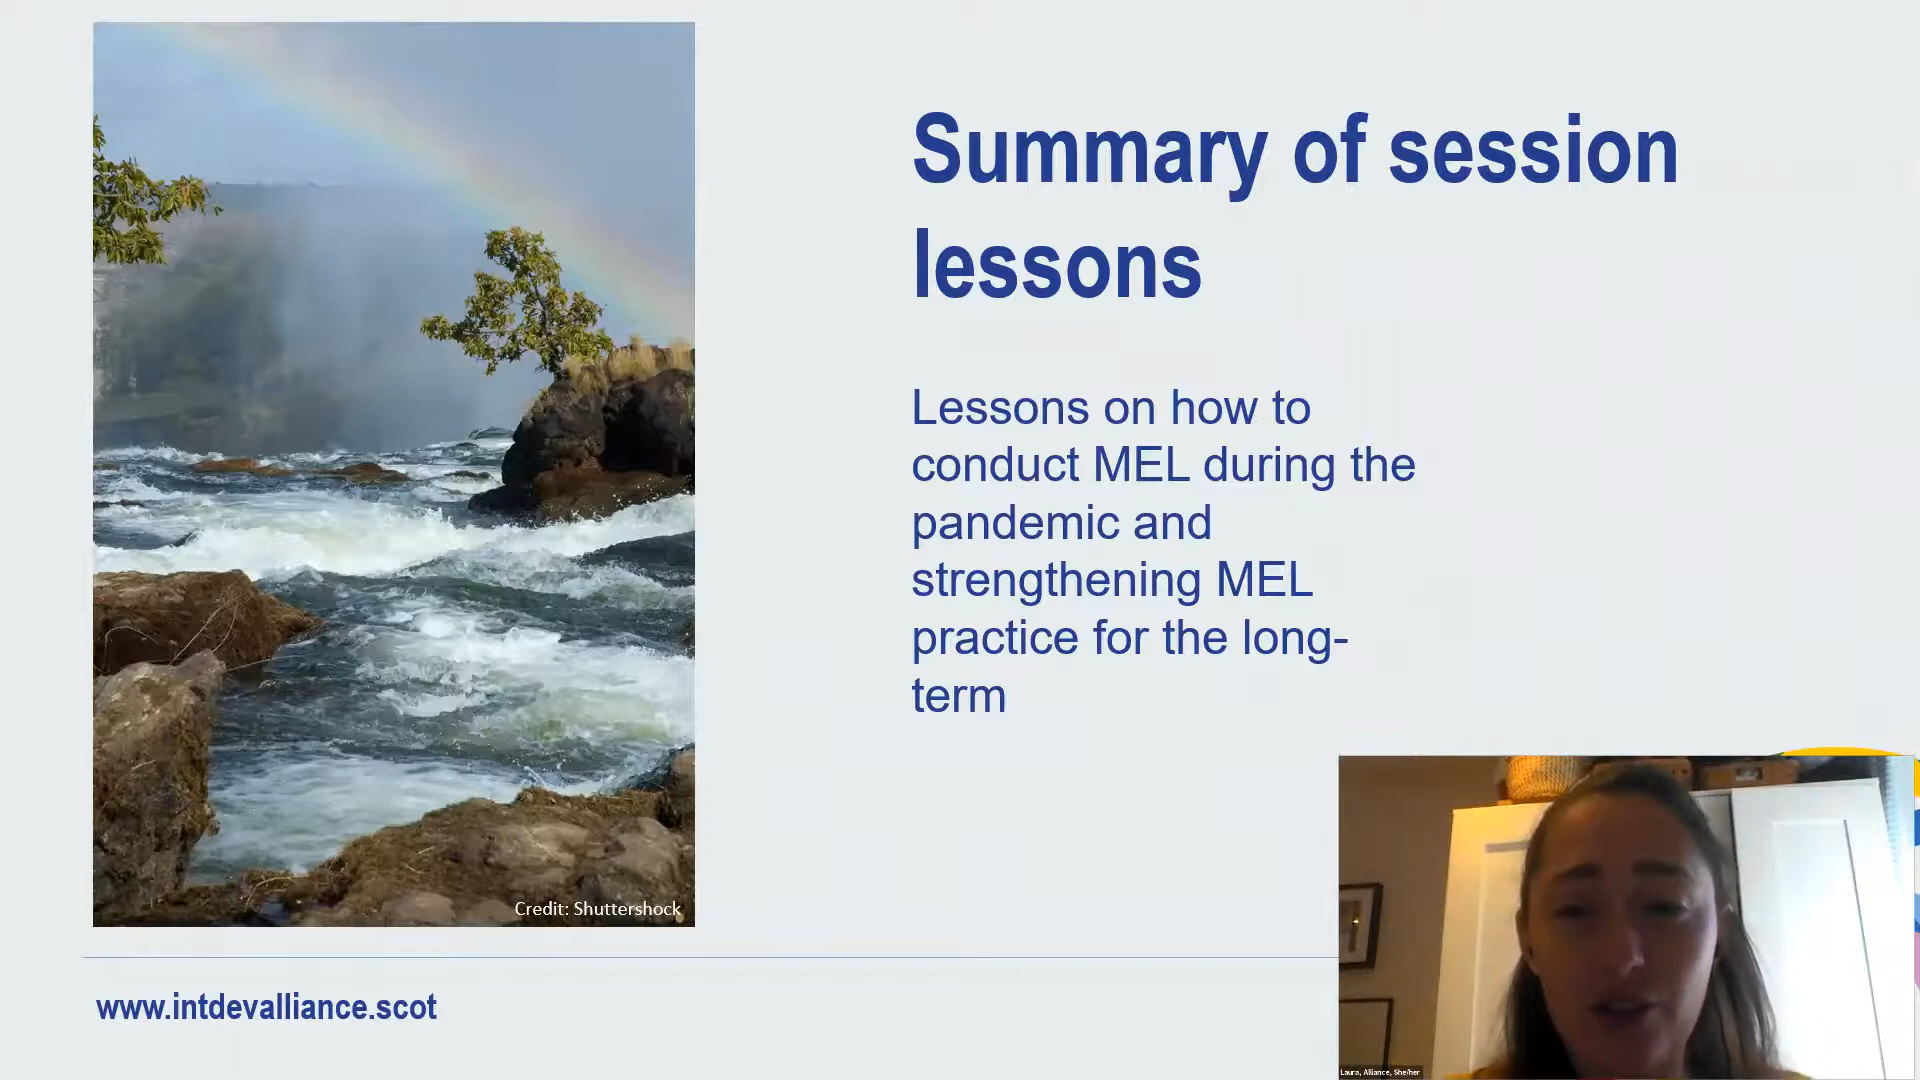 Summary of session
lessons
Lessons on how to
conduct MEL during the
pandemic and
strengthening MEL
practice for the long-
term
Credit: Shuttershock
www.intdevalliance.scot
Laura, Alliance, She/her